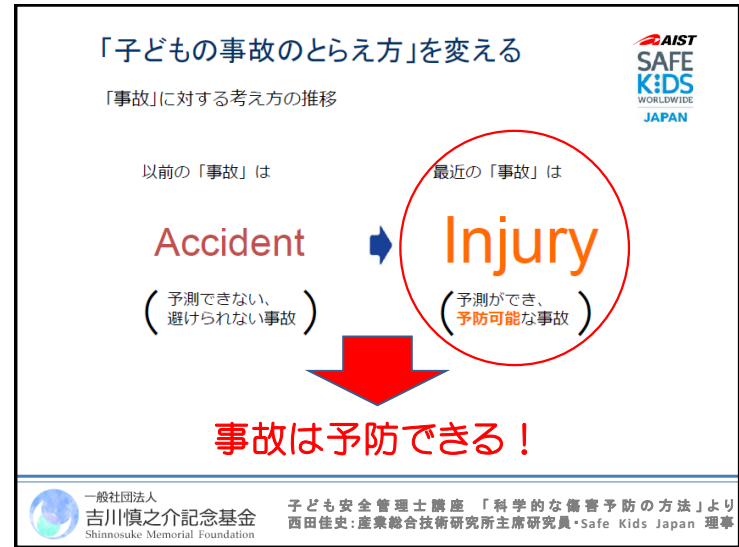 「子どもの事故のとらえ方」を変える
AIST
SAFE
KiDS
WORLDWIDE
JAPAN
「事故」に対する考え方の推移
以前の「事故」は
最近の「事故」は
Accident
Injury
(予測できない、
避けられない事故)
(予測ができ、
予防可能な事故)
事故は予防できる！
一般社団法人
吉川慎之介記念基金
Shinnosuke Memorial Foundation
子ども安全管理士講座 「科学的な傷害予防の方法」より
西田佳史:産業総合技術研究所主席研究員・Safe Kids Japan 理事